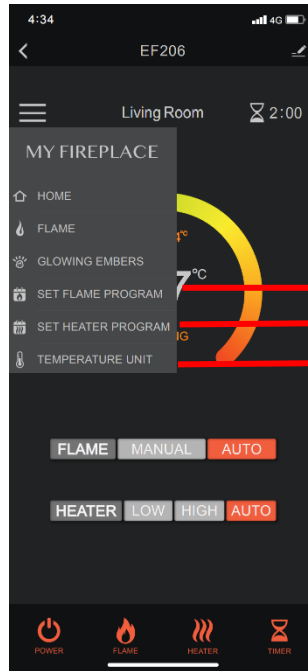 4:34 4G
EF206
Living Room 2:00
MY FIREPLACE
HOME
FLAME
GLOWING EMBERS
SET FLAME PROGRAM
SET HEATER PROGRAM
TEMPERATURE UNIT
7°C
FLAME MANUAL AUTO
HEATER LOW HIGH AUTO
POWER FLAME HEATER TIMER